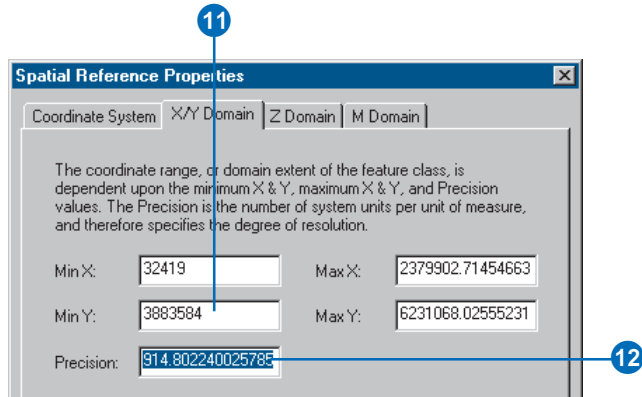 11
Spatial Reference Properties
Coordinate System X/Y Domain Z Domain M Domain
The coordinate range, or domain extent of the feature class, is
dependent upon the minimum X & Y, maximum X & Y, and Precision
values. The Precision is the number of system units per unit of measure,
and therefore specifies the degree of resolution.
Min X: 32419 Max X: 2379902.71454663
Min Y: 3883584 Max Y: 6231068.02555231
Precision: 914.802240025785 12